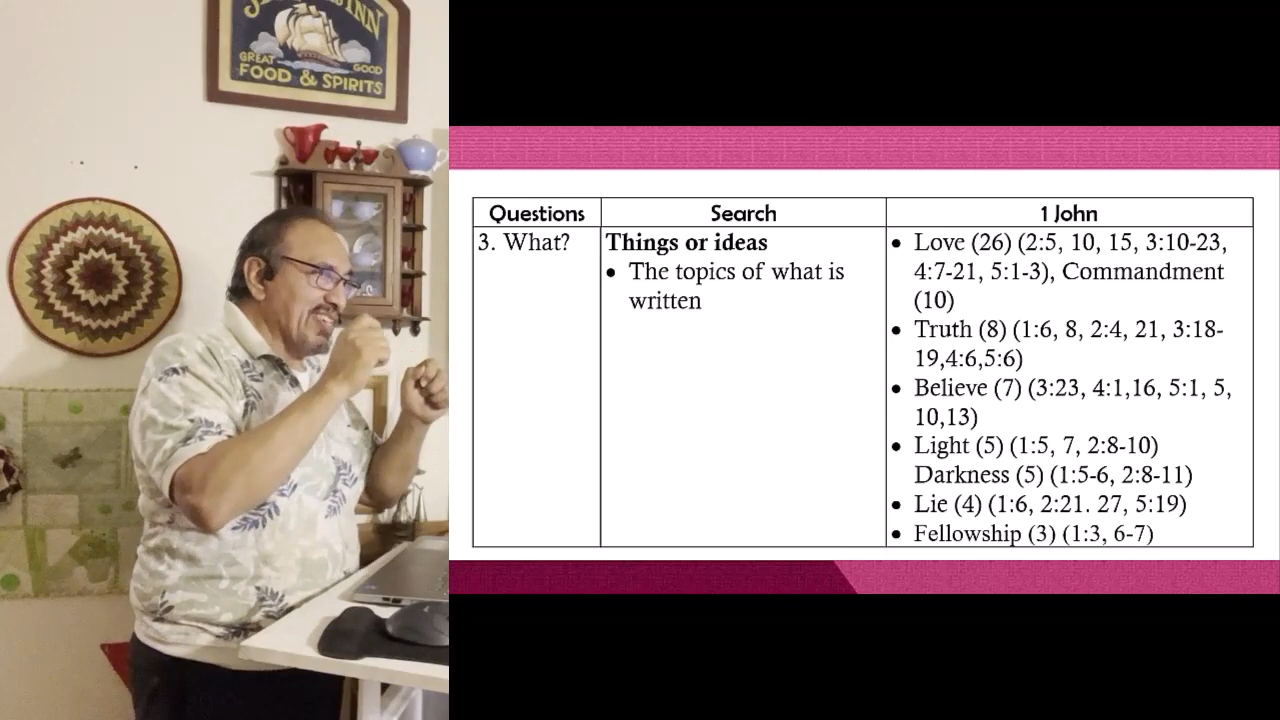 INN
GREAT GOOD
FOOD & SPIRITS
Questions Search 1 John
3. What?
Things or ideas
• The topics of what is
written
• Love (26) (2:5, 10, 15, 3:10-23,
4:7-21, 5:1-3), Commandment
(10)
• Truth (8) (1:6, 8, 2:4, 21, 3:18-
19,4:6,5:6)
• Believe (7) (3:23, 4:1,16, 5:1, 5,
10,13)
• Light (5) (1:5, 7, 2:8-10)
Darkness (5) (1:5-6, 2:8-11)
• Lie (4) (1:6, 2:21. 27, 5:19)
• Fellowship (3) (1:3, 6-7)